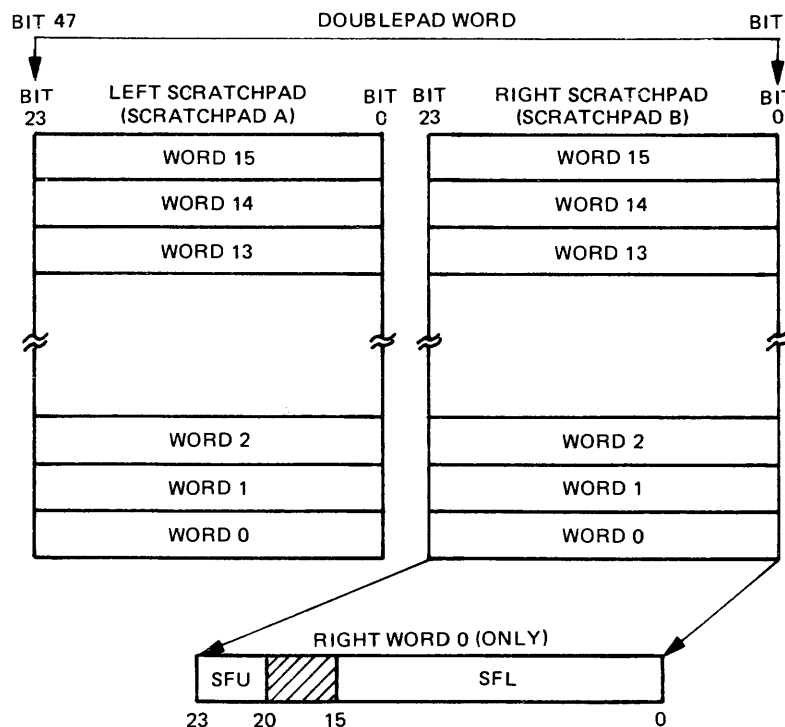 BIT 47 DOUBLEPAD WORD BIT
BIT 23 LEFT SCRATCHPAD (SCRATCHPAD A) BIT 0
BIT 23 RIGHT SCRATCHPAD (SCRATCHPAD B) BIT 0
WORD 15 WORD 15
WORD 14 WORD 14
WORD 13 WORD 13
WORD 2 WORD 2
WORD 1 WORD 1
WORD 0 WORD 0
RIGHT WORD 0 (ONLY)
SFU SFL
23 20 15 0